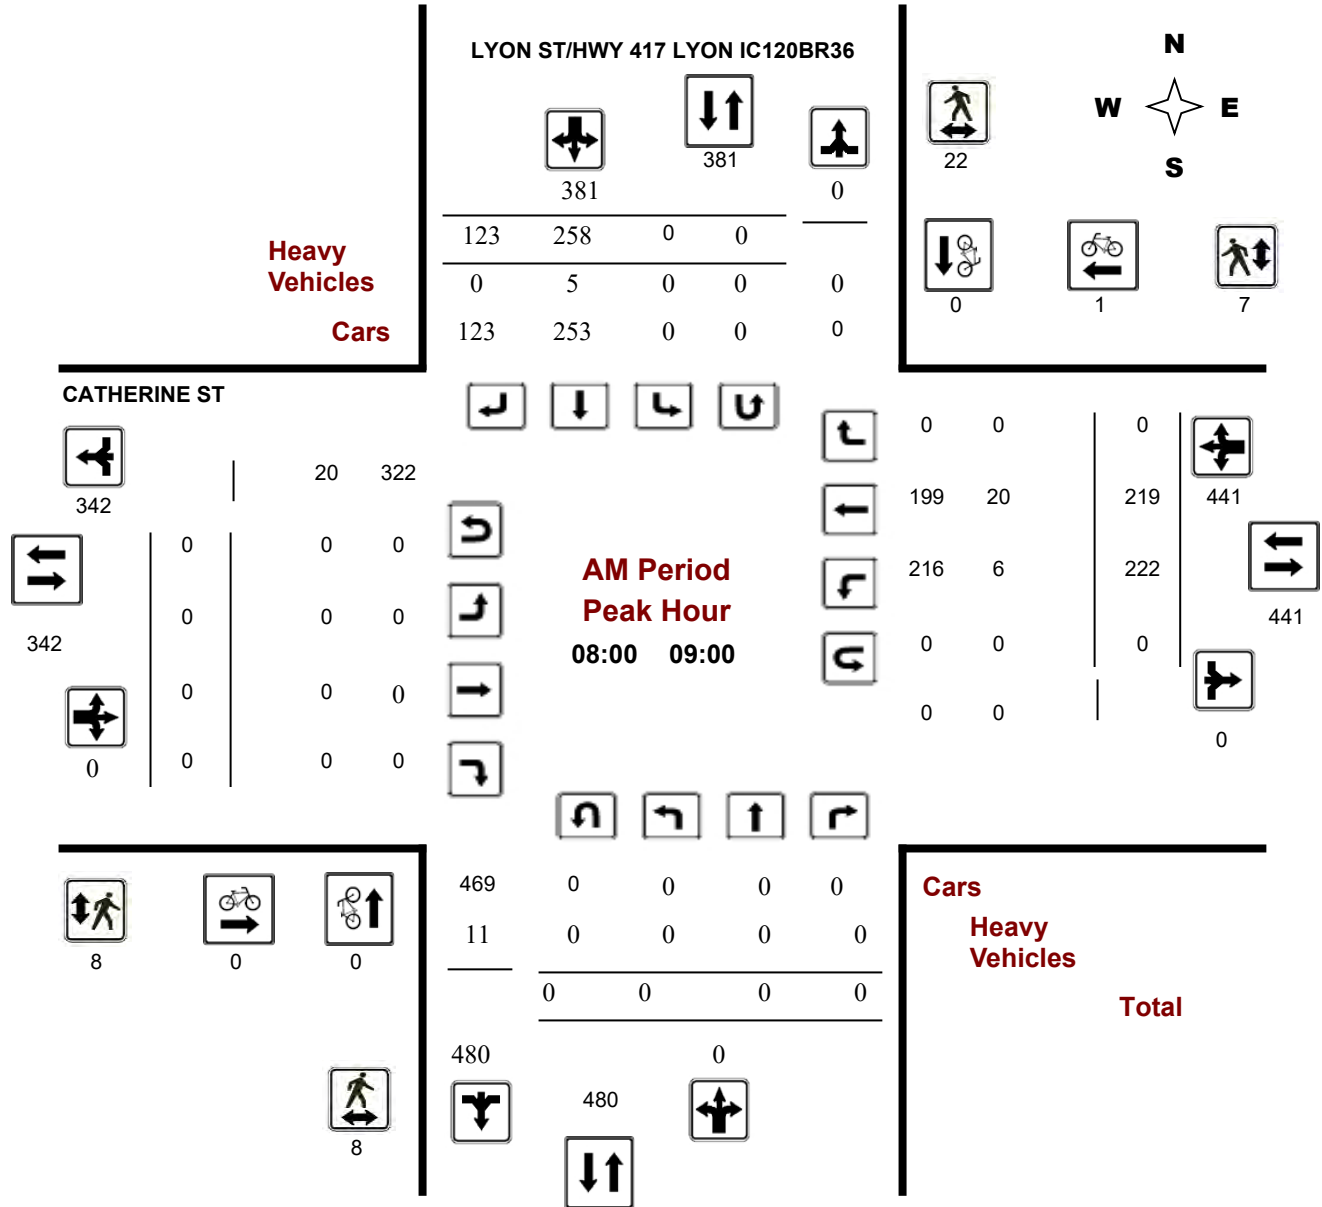 LYON ST/HWY 417 LYON IC120BR36
N
W E
S
381
22
381 0
123 258 0 0
Heavy
Vehicles
0 5 0 0 0
0 1 7
Cars
123 253 0 0 0
CATHERINE ST
0 0 0
20 322
342
199 20 219 441
0 0 0
AM Period
216 6 222
Peak Hour
0 0 0
441
342
08:00 09:00
0 0 0
0 0 0
0 0
0
0 0 0
0
469 0 0 0 0
Cars
11 0 0 0 0
Heavy
Vehicles
8 0 0
0 0 0 0
Total
480 0
480
8